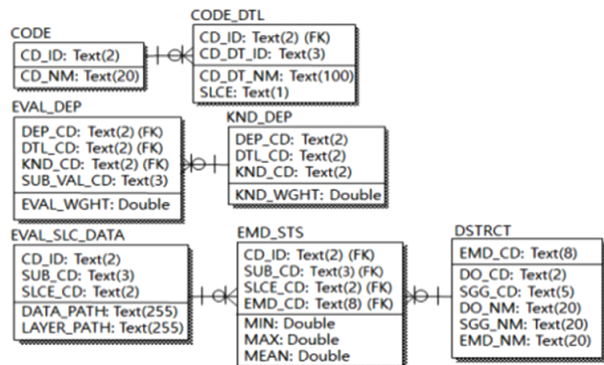 CODE
CD_ID: Text(2)
CD_NM: Text(20)
CODE_DTL
CD_ID: Text(2) (FK)
CD_DT_ID: Text(3)
CD_DT_NM: Text(100)
SLCE: Text(1)
EVAL_DEP
DEP_CD: Text(2) (FK)
DTL_CD: Text(2) (FK)
KND_CD: Text(2) (FK)
SUB_VAL_CD: Text(3)
EVAL_WGHT: Double
KND_DEP
DEP_CD: Text(2)
DTL_CD: Text(2)
KND_CD: Text(2)
KND_WGHT: Double
EVAL_SLC_DATA
CD_ID: Text(2)
SUB_CD: Text(3)
SLCE_CD: Text(2)
DATA_PATH: Text(255)
LAYER_PATH: Text(255)
EMD_STS
CD_ID: Text(2) (FK)
SUB_CD: Text(3) (FK)
SLCE_CD: Text(2) (FK)
EMD_CD: Text(8) (FK)
MIN: Double
MAX: Double
MEAN: Double
DSTRCT
EMD_CD: Text(8)
DO_CD: Text(2)
SGG_CD: Text(5)
DO_NM: Text(20)
SGG_NM: Text(20)
EMD_NM: Text(20)